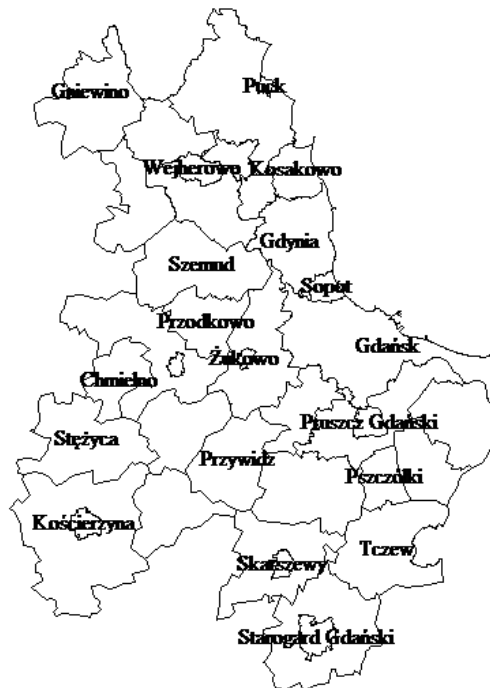 Gniewino
Puck
Wejherowo
Kosakowo
Gdynia
Szemud
Sopot
Przodkowo
Gdańsk
Żukowo
Chmielno
Pruszcz Gdański
Stężyca
Przywidz
Pszczółki
Kościerzyna
Tczew
Skarszewy
Starogard Gdański